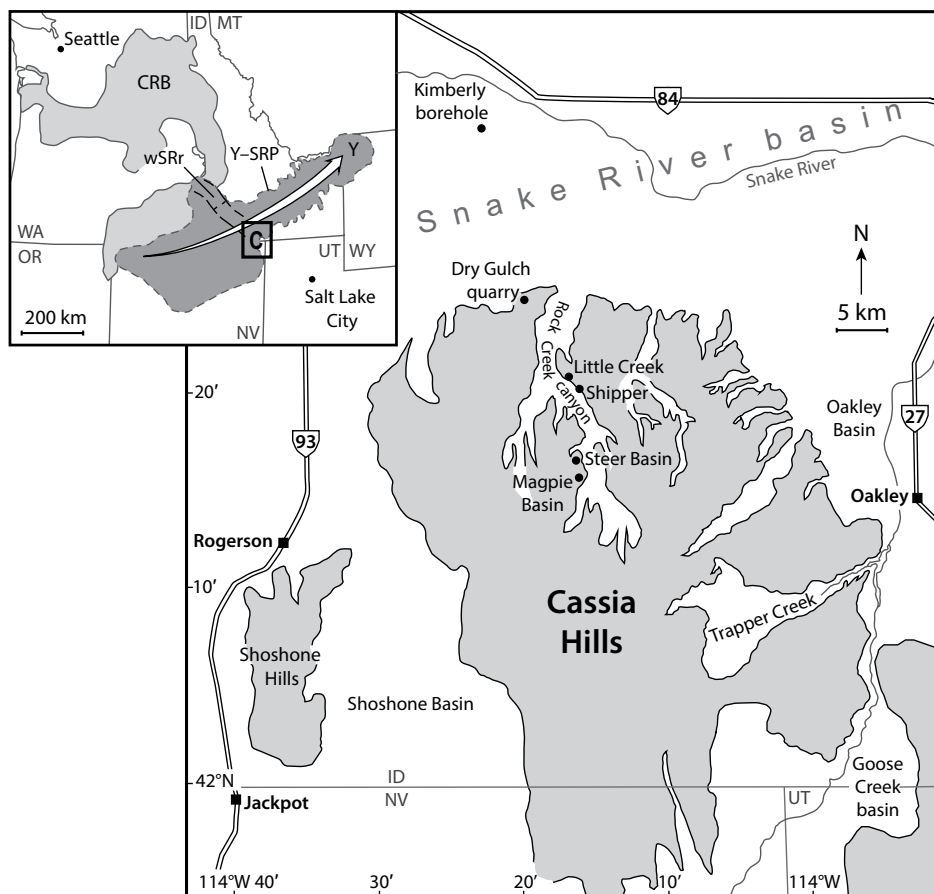 ID
MT
Seattle
CRB
wSRr
Y–SRP
Y
WA
OR
C
UT
WY
Salt Lake
City
200 km
NV
Kimberly
borehole
84
Snake River basin
Snake River
N
5 km
Dry Gulch
quarry
Rock Creek canyon
Little Creek
Shipper
Steer Basin
Magpie
Basin
Oakley
Basin
27
Oakley
20′
93
Rogerson
10′
Cassia
Hills
Trapper Creek
Shoshone
Hills
Shoshone Basin
42°N
ID
NV
UT
Goose
Creek
basin
Jackpot
114°W 40′
30′
20′
10′
114°W